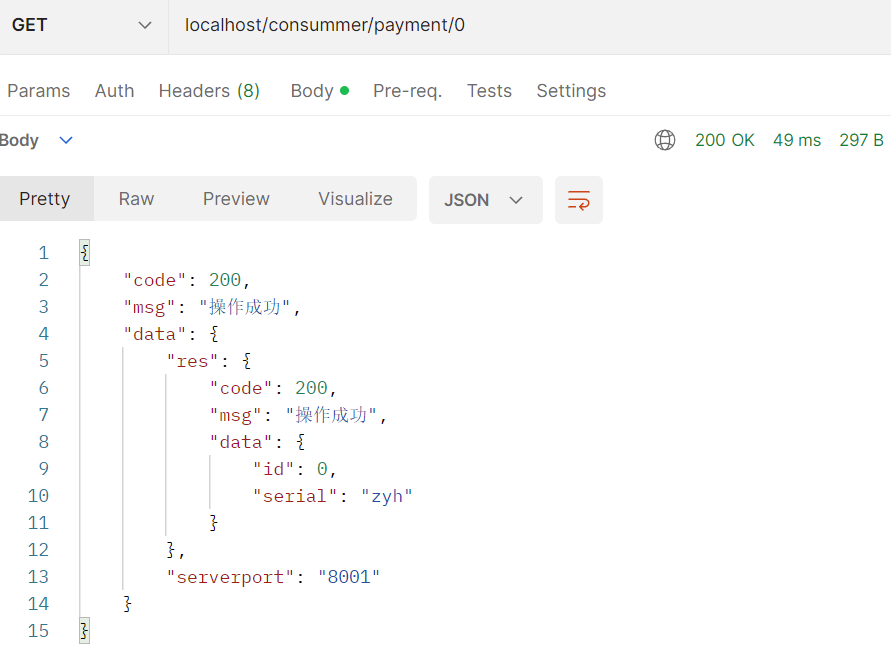 GET localhost/consummer/payment/0
Params Auth Headers (8) Body Pre-req. Tests Settings
Body 200 OK 49 ms 297 B
Pretty Raw Preview Visualize JSON
1 {
2 "code": 200,
3 "msg": "操作成功",
4 "data": {
5 "res": {
6 "code": 200,
7 "msg": "操作成功",
8 "data": {
9 "id": 0,
10 "serial": "zyh"
11 }
12 },
13 "serverport": "8001"
14 }
15 }